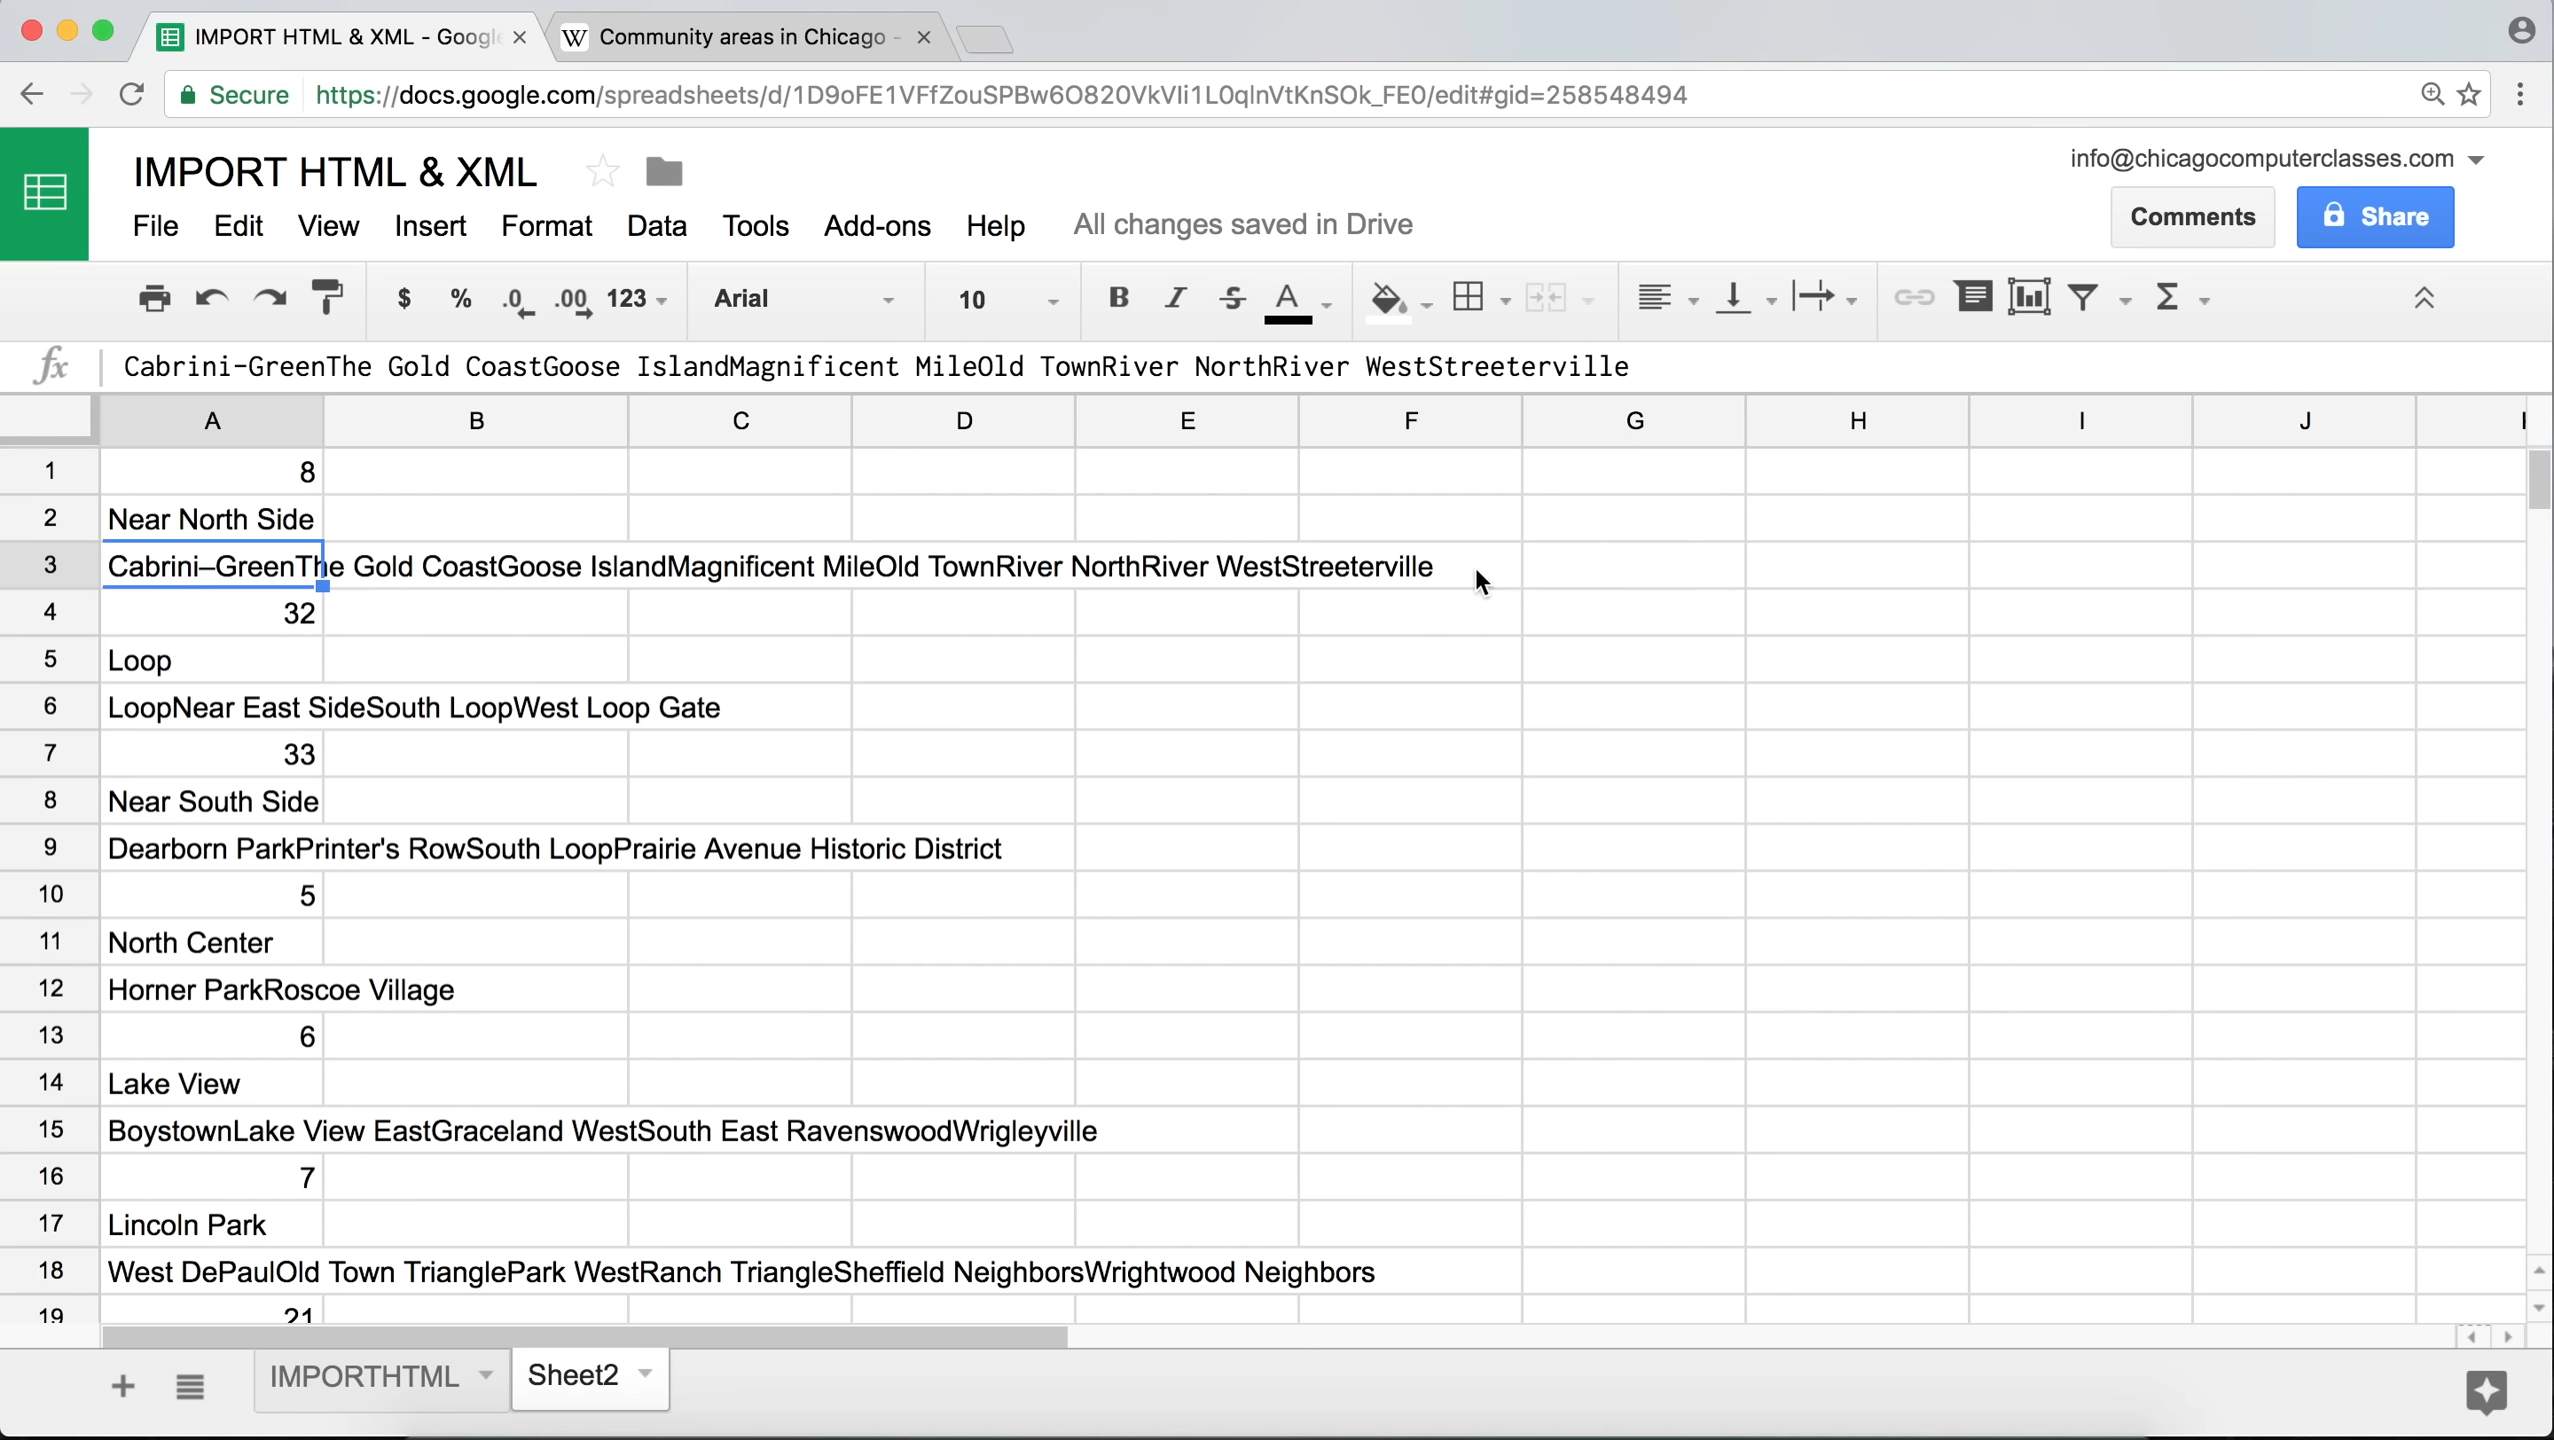 IMPORT HTML & XML - Google
Community areas in Chicago -
Secure https://docs.google.com/spreadsheets/d/
IMPORT HTML & XML
info@chicagocomputerclasses.com
File Edit View Insert Format Data Tools Add-ons Help All changes saved in Drive
Comments Share
$ % .0 .00 123 Arial 10 B I S A Σ
fx Cabrini-GreenThe Gold CoastGoose IslandMagnificent MileOld TownRiver NorthRiver WestStreeterville
A B C D E F G H I J
1 8
2 Near North Side
3 Cabrini–GreenThe Gold CoastGoose IslandMagnificent MileOld TownRiver NorthRiver WestStreeterville
4 32
5 Loop
6 LoopNear East SideSouth LoopWest Loop Gate
7 33
8 Near South Side
9 Dearborn ParkPrinter's RowSouth LoopPrairie Avenue Historic District
10 5
11 North Center
12 Horner ParkRoscoe Village
13 6
14 Lake View
15 BoystownLake View EastGraceland WestSouth East RavenswoodWrigleyville
16 7
17 Lincoln Park
18 West DePaulOld Town TrianglePark WestRanch TriangleSheffield NeighborsWrightwood Neighbors
19 21
IMPORTHTML Sheet2